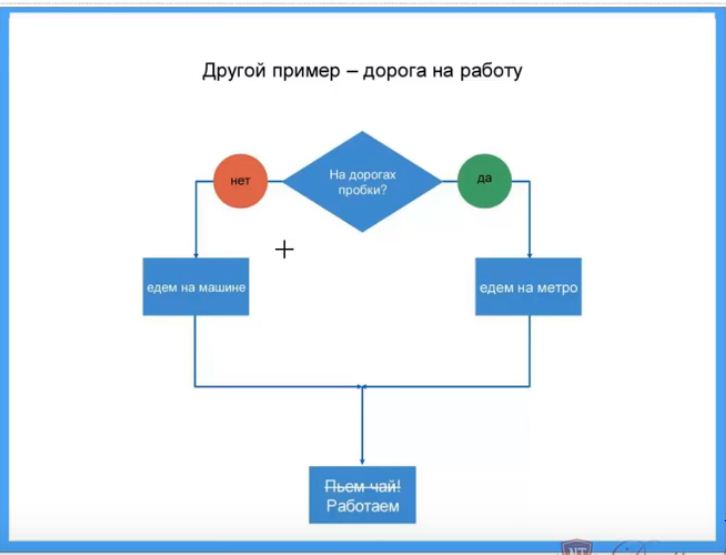 Другой пример – дорога на работу
На дорогах
пробки?
нет
да
едем на машине
едем на метро
Пьем чай!
Работаем